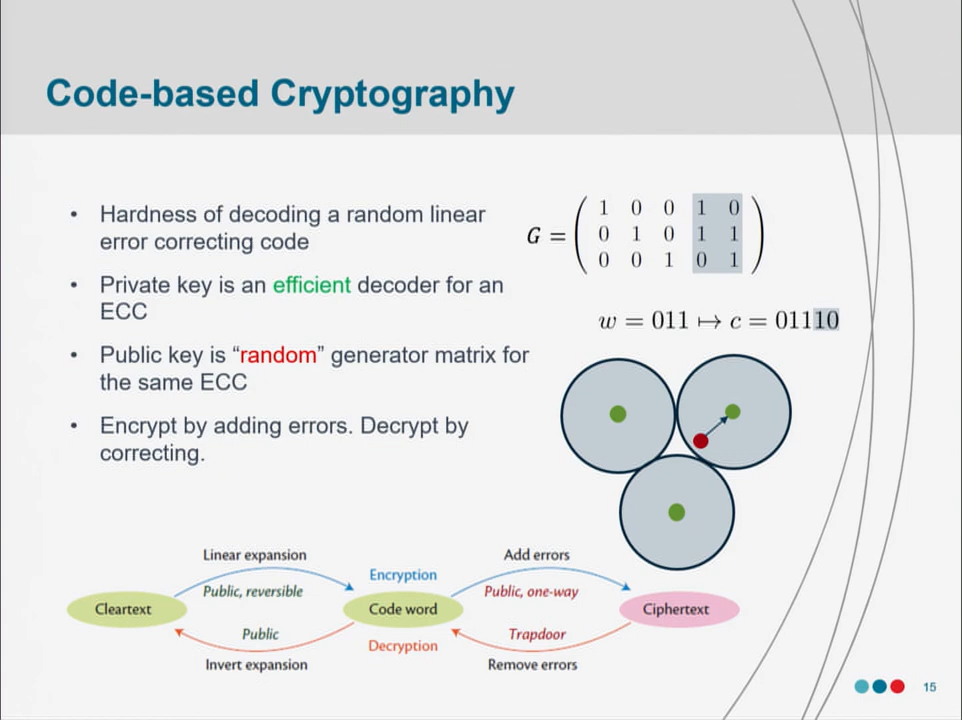 Code-based Cryptography
• Hardness of decoding a random linear
error correcting code
• Private key is an efficient decoder for an
ECC
• Public key is “random” generator matrix for
the same ECC
• Encrypt by adding errors. Decrypt by
correcting.
G =
1 0 0 1 0
0 1 0 1 1
0 0 1 0 1
w = 011 ↦ c = 01110
Linear expansion
Add errors
Encryption
Public, reversible
Public, one-way
Cleartext
Code word
Ciphertext
Public
Trapdoor
Decryption
Invert expansion
Remove errors
15